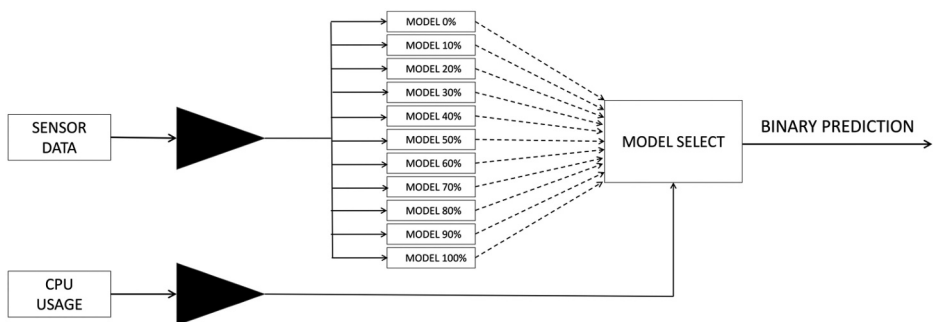 MODEL 0%
MODEL 10%
MODEL 20%
MODEL 30%
MODEL 40%
MODEL 50%
MODEL 60%
MODEL 70%
MODEL 80%
MODEL 90%
MODEL 100%
SENSOR
DATA
MODEL SELECT
BINARY PREDICTION
CPU
USAGE